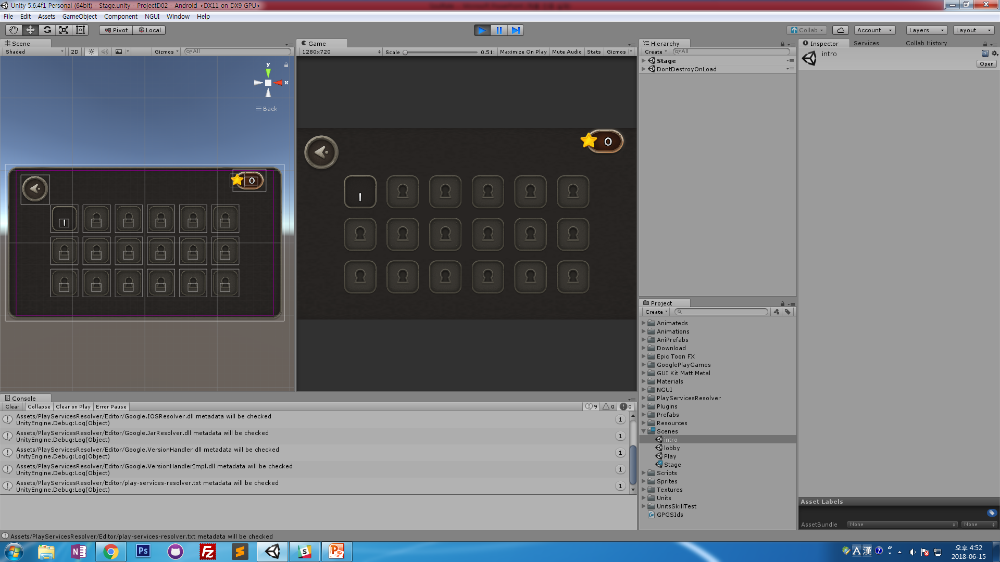 Unity 5.6.4f1 Personal (64bit) - Stage.unity - ProjectD02 - Android <DX11 on DX9 GPU>
File Edit Assets GameObject Component NGUI Window Help
Pivot Local
Collab Account Layers Layout
Scene
Shaded 2D Gizmos All
y
x
Back
0
1
Game
1280x720 Scale 0.51: Maximize On Play Mute Audio Stats Gizmos
0
1
Hierarchy
Create All
Stage
DontDestroyOnLoad
Inspector Services Collab History
intro
Open
Project
Create
Animateds
Animations
AniPrefabs
Download
Epic Toon FX
GooglePlayGames
GUI Kit Matt Metal
Materials
NGUI
PlayServicesResolver
Plugins
Prefabs
Resources
Scenes
intro
lobby
Play
Stage
Scripts
Sprites
Textures
Units
UnitsSkillTest
GPGSIds
Asset Labels
AssetBundle None None
Console
Clear Collapse Clear on Play Error Pause 9 0 0
Assets/PlayServicesResolver/Editor/Google.IOSResolver.dll metadata will be checked
UnityEngine.Debug:Log(Object)
1
Assets/PlayServicesResolver/Editor/Google.JarResolver.dll metadata will be checked
UnityEngine.Debug:Log(Object)
1
Assets/PlayServicesResolver/Editor/Google.VersionHandler.dll metadata will be checked
UnityEngine.Debug:Log(Object)
1
Assets/PlayServicesResolver/Editor/Google.VersionHandlerImpl.dll metadata will be checked
UnityEngine.Debug:Log(Object)
1
Assets/PlayServicesResolver/Editor/play-services-resolver.txt metadata will be checked
UnityEngine.Debug:Log(Object)
1
Assets/PlayServicesResolver/Editor/play-services-resolver.txt metadata will be checked
N Ps Fz S S P
A 漢 ?
오후 4:52
2018-06-15